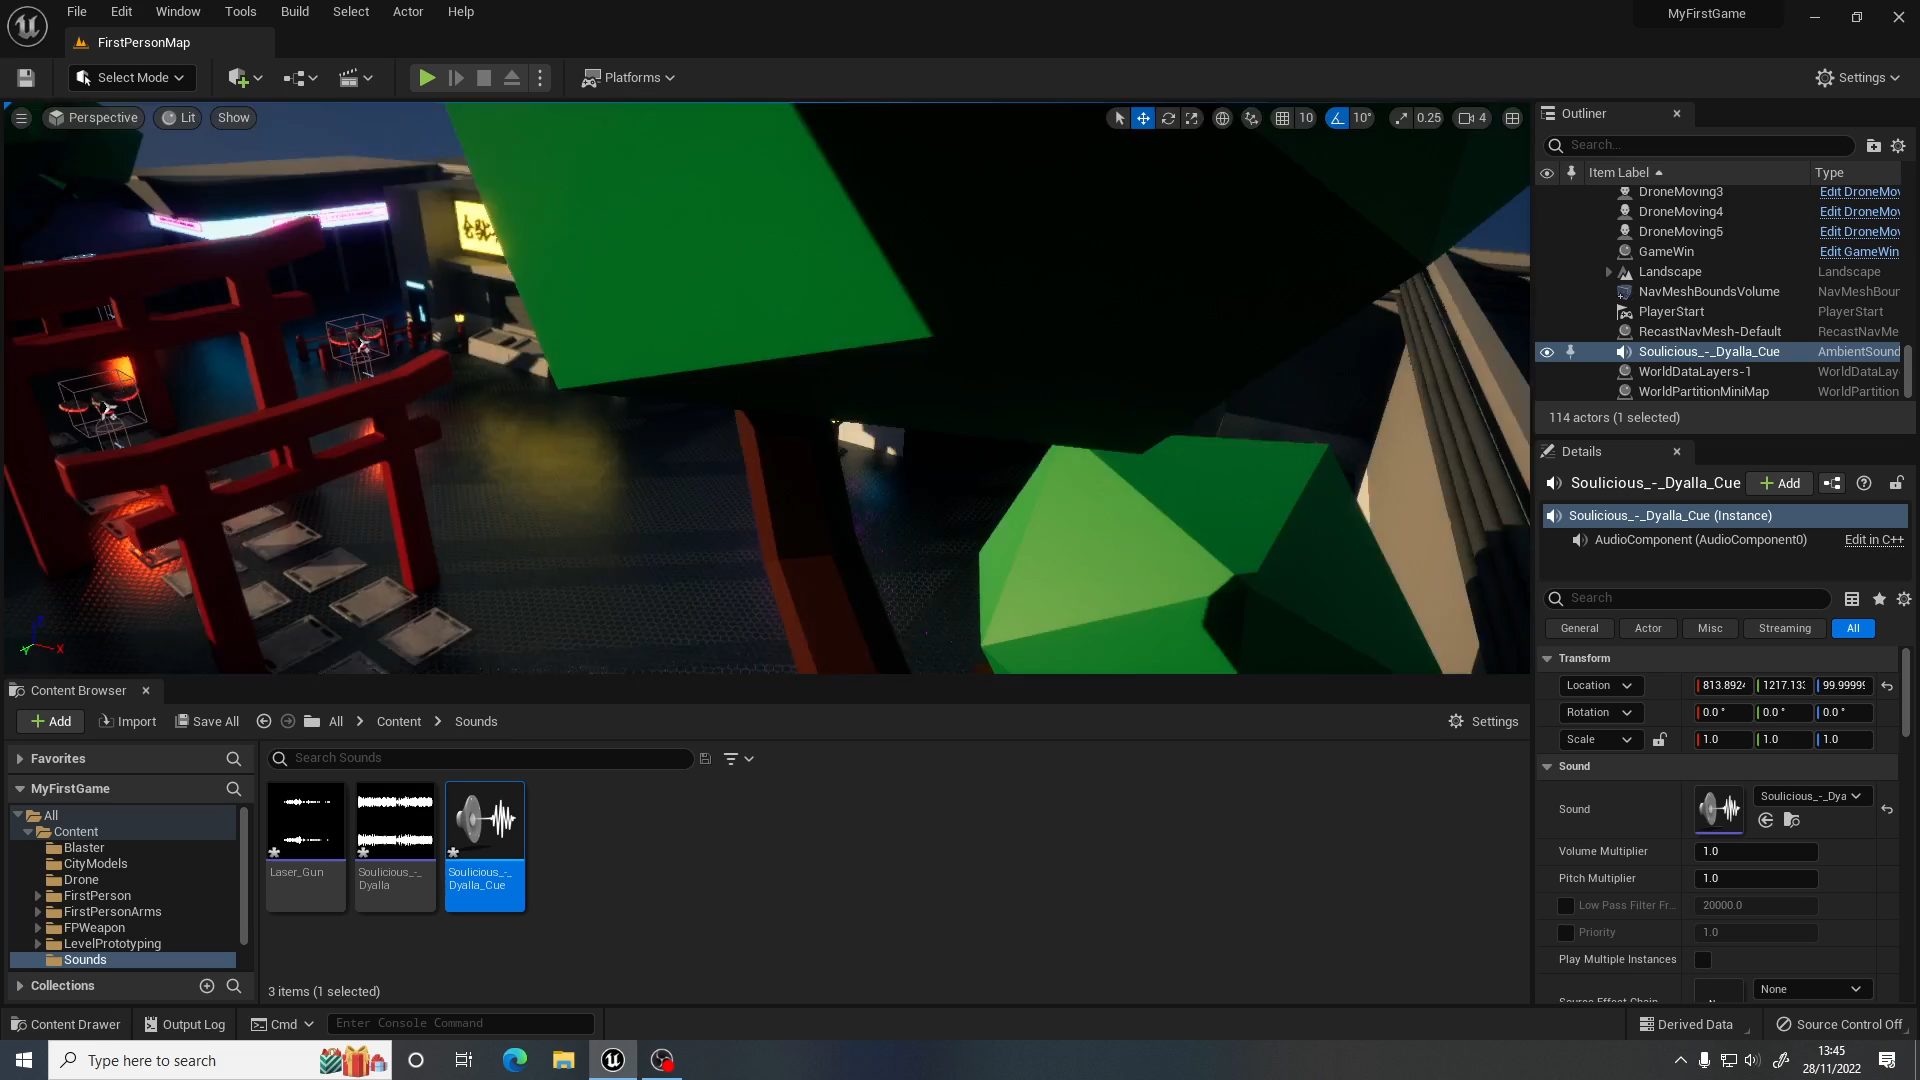 File Edit Window Tools Build Select Actor Help
MyFirstGame
FirstPersonMap
Select Mode
Platforms
Settings
Perspective
Lit
Show
10
10°
0.25
4
Outliner
Search...
Item Label
Type
DroneMoving3 Edit DroneMov
DroneMoving4 Edit DroneMov
DroneMoving5 Edit DroneMov
GameWin Edit GameWin
Landscape Landscape
NavMeshBoundsVolume NavMeshBour
PlayerStart PlayerStart
RecastNavMesh-Default RecastNavMe
Soulicious_-_Dyalla_Cue AmbientSound
WorldDataLayers-1 WorldDataLay
WorldPartitionMiniMap WorldPartition
114 actors (1 selected)
Details
Soulicious_-_Dyalla_Cue
Add
Soulicious_-_Dyalla_Cue (Instance)
AudioComponent (AudioComponent0) Edit in C++
Search
General Actor Misc Streaming All
Transform
Location 813.892 1217.13 99.9999
Rotation 0.0 ° 0.0 ° 0.0 °
Scale 1.0 1.0 1.0
Sound
Sound
Soulicious_-_Dya
Volume Multiplier 1.0
Pitch Multiplier 1.0
Low Pass Filter Fr... 20000.0
Priority 1.0
Play Multiple Instances
Source Effect Chain
None
Content Browser
Add Import Save All All Content Sounds Settings
Favorites
MyFirstGame
All
Content
Blaster
CityModels
Drone
FirstPerson
FirstPersonArms
FPWeapon
LevelPrototyping
Sounds
Collections
Search Sounds
Laser_Gun
Soulicious_-_
Dyalla
Soulicious_-_
Dyalla_Cue
3 items (1 selected)
Content Drawer Output Log Cmd Enter Console Command
Derived Data Source Control Off
Type here to search
13:45
28/11/2022
X